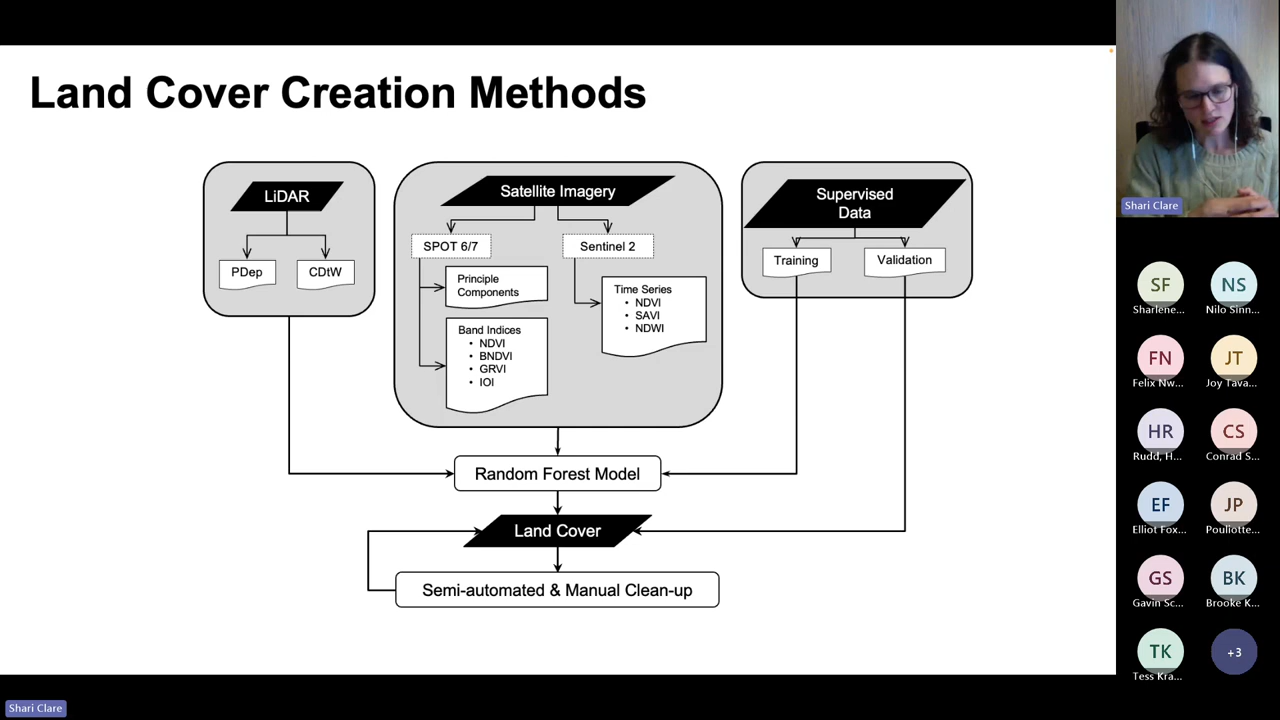 Land Cover Creation Methods
LiDAR
PDep
CDtW
Satellite Imagery
SPOT 6/7
Sentinel 2
Principle
Components
Band Indices
• NDVI
• BNDVI
• GRVI
• IOI
Time Series
• NDVI
• SAVI
• NDWI
Supervised
Data
Training
Validation
Random Forest Model
Land Cover
Semi-automated & Manual Clean-up
Shari Clare
SF
Sharlene...
NS
Nilo Sinn...
FN
Felix Nw...
JT
Joy Tava...
HR
Rudd, H...
CS
Conrad S...
EF
Elliot Fox...
JP
Pouliotte...
GS
Gavin Sc...
BK
Brooke K...
TK
Tess Kra...
+3
Shari Clare